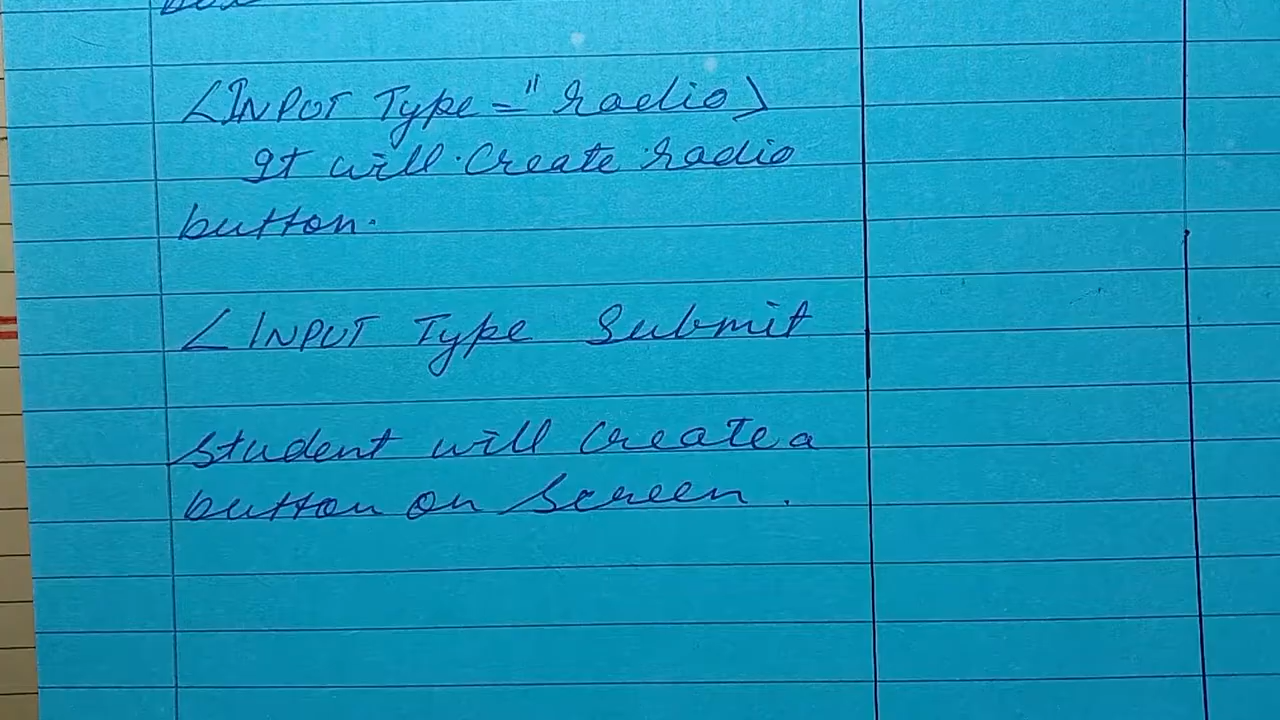 <INPUT Type = "radio>
It will create radio
button.
<INPUT Type Submit
Student will create a
button on Screen.